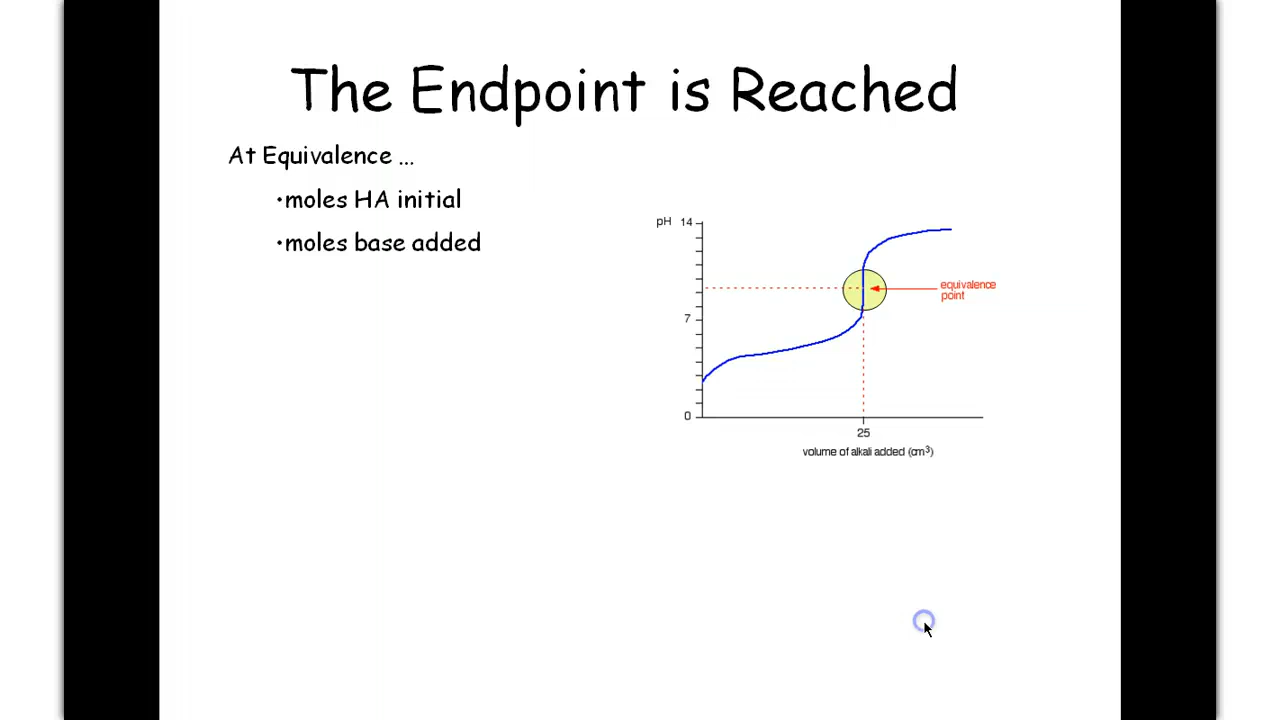 The Endpoint is Reached
At Equivalence ...
•moles HA initial
•moles base added
pH 14
7
0
equivalence
point
25
volume of alkali added (cm³)